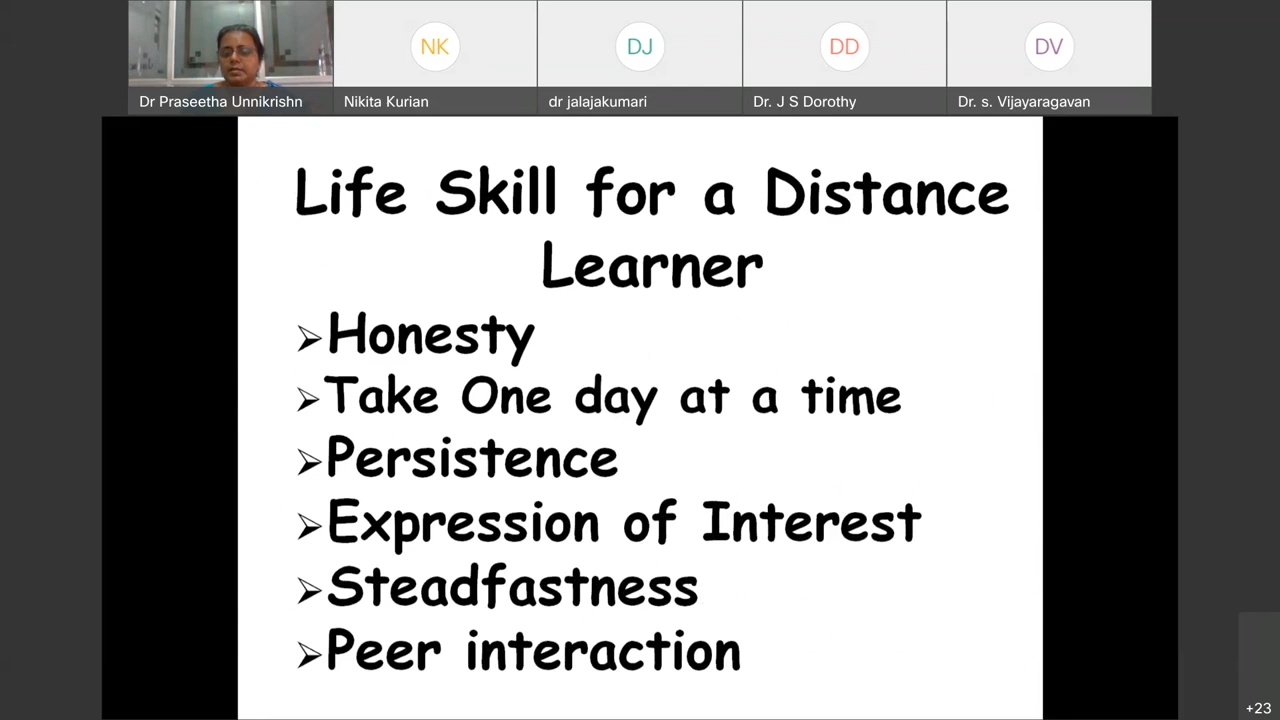 NK
DJ
DD
DV
Dr Praseetha Unnikrishn
Nikita Kurian
dr jalajakumari
Dr. J S Dorothy
Dr. s. Vijayaragavan
Life Skill for a Distance
Learner
➢Honesty
➢Take One day at a time
➢Persistence
➢Expression of Interest
➢Steadfastness
➢Peer interaction
+23